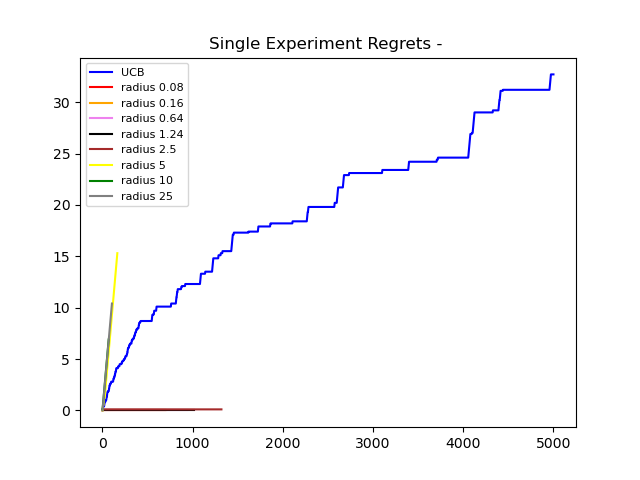 Single Experiment Regrets -
UCB
radius 0.08
radius 0.16
radius 0.64
radius 1.24
radius 2.5
radius 5
radius 10
radius 25
30
25
20
15
10
5
0
0 1000 2000 3000 4000 5000